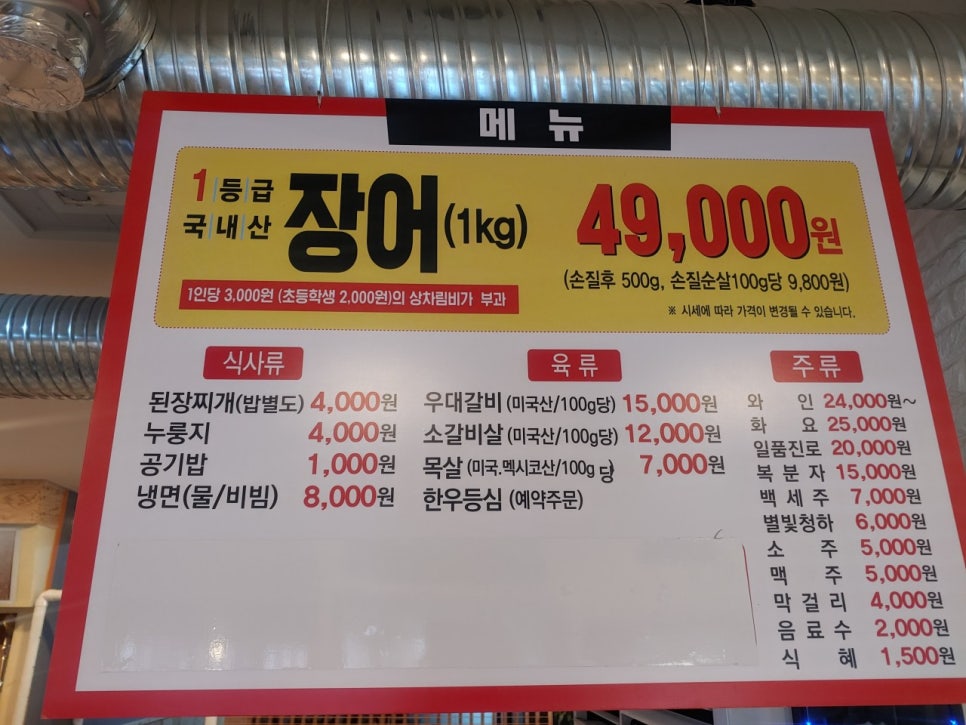 메뉴
1등급
국내산
장어(1kg)
49,000원
(손질후 500g, 손질순살100g당 9,800원)
1인당 3,000원 (초등학생 2,000원)의 상차림비가 부과
※ 시세에 따라 가격이 변경될 수 있습니다.
식사류
된장찌개(밥별도) 4,000원
누룽지 4,000원
공기밥 1,000원
냉면(물/비빔) 8,000원
육류
우대갈비 (미국산/100g당) 15,000원
소갈비살 (미국산/100g당) 12,000원
목살 (미국.멕시코산/100g 당) 7,000원
한우등심 (예약주문)
주류
와인 24,000원~
화요 25,000원
일품진로 20,000원
복분자 15,000원
백세주 7,000원
별빛청하 6,000원
소주 5,000원
맥주 5,000원
막걸리 4,000원
음료수 2,000원
식혜 1,500원